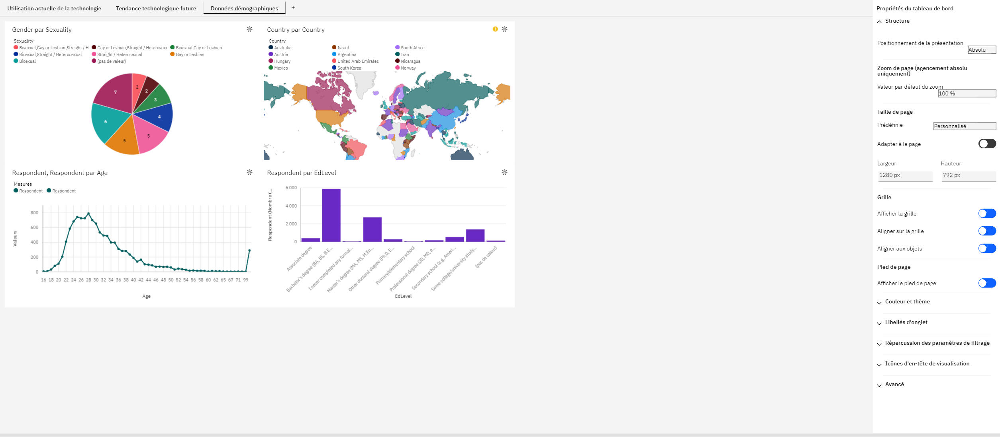 Utilisation actuelle de la technologie
Tendance technologique future
Données démographiques
+
Gender par Sexuality
Sexuality
Bisexual;Gay or Lesbian;Straight / H
Gay or Lesbian;Straight / Heterosexu
Bisexual;Gay or Lesbian
Bisexual;Straight / Heterosexual
Straight / Heterosexual
Gay or Lesbian
Bisexual
(pas de valeur)
2
2
3
4
5
5
6
7
Country par Country
Country
Australia
Israel
South Africa
Austria
Argentina
Iran
Hungary
United Arab Emirates
Nicaragua
Mexico
South Korea
Norway
Respondent, Respondent par Age
Mesures
Respondent
Respondent
Valeurs
800
600
400
200
0
16 18 20 22 24 26 28 30 32 34 36 38 40 42 44 46 48 50 52 54 56 58 60 62 65 67 71 99
Age
Respondent par EdLevel
Respondent (Nombre (...
6 000
4 000
2 000
0
Associate degree
Bachelor's degree (BA, BS, B.E...
I never completed any formal...
Master's degree (MA, MS, M.En...
Other doctoral degree (Ph.D, E...
Primary/elementary school
Professional degree (JD, MD, e...
Secondary school (e.g. Ameri...
Some college/university study...
(pas de valeur)
EdLevel
Propriétés du tableau de bord
Structure
Positionnement de la présentation
Absolu
Zoom de page (agencement absolu
uniquement)
Valeur par défaut du zoom
100 %
Taille de page
Prédéfinie
Personnalisé
Adapter à la page
Largeur
Hauteur
1280 px
792 px
Grille
Afficher la grille
Aligner sur la grille
Aligner aux objets
Pied de page
Afficher le pied de page
Couleur et thème
Libellés d'onglet
Répercussion des paramètres de filtrage
Icônes d'en-tête de visualisation
Avancé